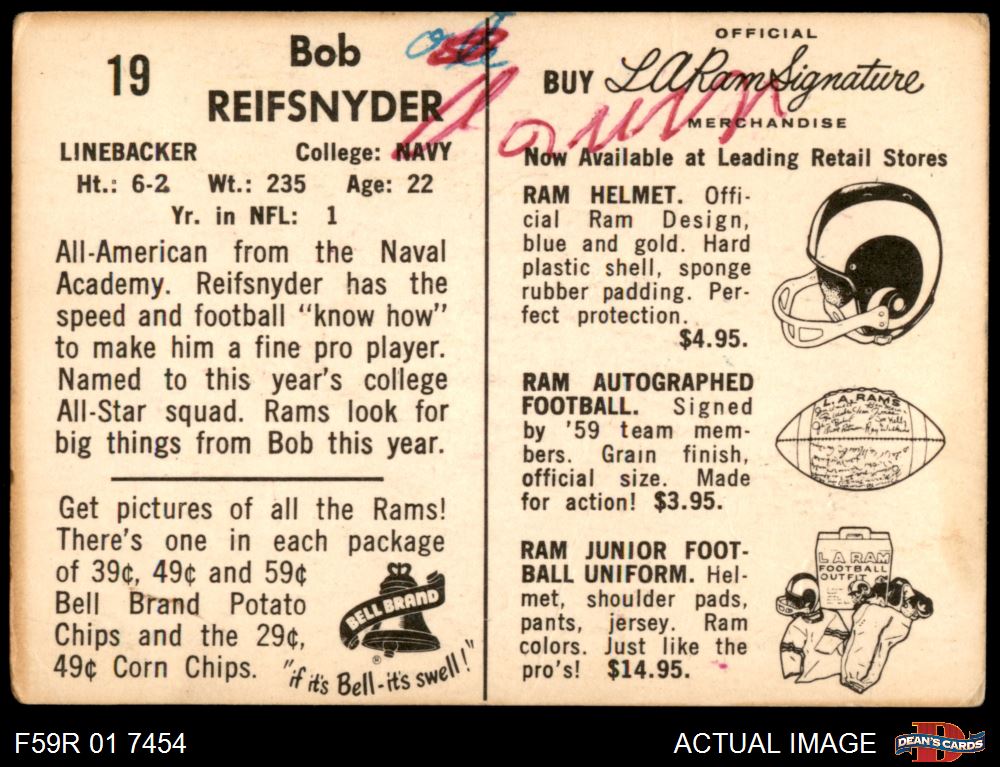 19
Bob
REIFSNYDER
LINEBACKER College: NAVY
Ht.: 6-2 Wt.: 235 Age: 22
Yr. in NFL: 1
All-American from the Naval
Academy. Reifsnyder has the
speed and football "know how"
to make him a fine pro player.
Named to this year's college
All-Star squad. Rams look for
big things from Bob this year.
Get pictures of all the Rams!
There's one in each package
of 39¢, 49¢ and 59¢
Bell Brand Potato
Chips and the 29¢,
49¢ Corn Chips.
BELL BRAND
®
"if it's Bell-it's swell!"
OFFICIAL
BUY LA Ram Signature
MERCHANDISE
Now Available at Leading Retail Stores
RAM HELMET. Offi-
cial Ram Design,
blue and gold. Hard
plastic shell, sponge
rubber padding. Per-
fect protection.
$4.95.
RAM AUTOGRAPHED
FOOTBALL. Signed
by '59 team mem-
bers. Grain finish,
official size. Made
for action! $3.95.
L.A. RAMS
RAM JUNIOR FOOT-
BALL UNIFORM. Hel-
met, shoulder pads,
pants, jersey. Ram
colors. Just like the
pro's! $14.95.
LA RAM
FOOTBALL
OUTFIT
F59R 01 7454
ACTUAL IMAGE
D
DEAN'S CARDS